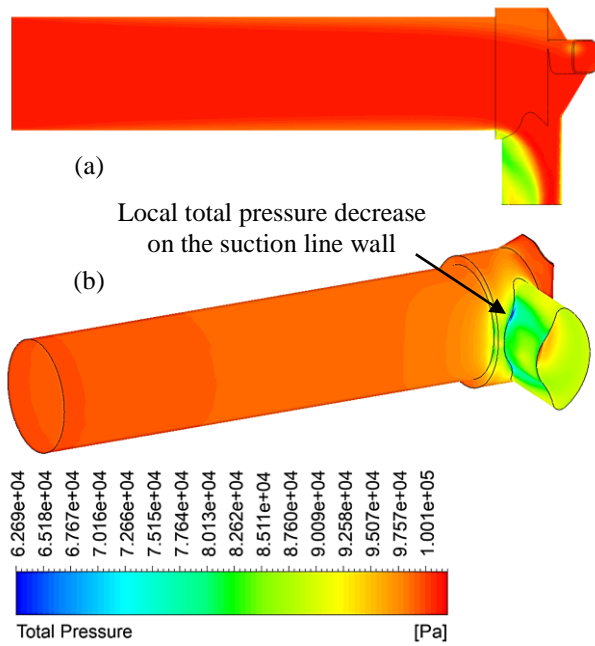 (a)
Local total pressure decrease
on the suction line wall
(b)
6.269e+04
6.518e+04
6.767e+04
7.016e+04
7.266e+04
7.515e+04
7.764e+04
8.013e+04
8.262e+04
8.511e+04
8.760e+04
9.009e+04
9.258e+04
9.507e+04
9.757e+04
1.001e+05
Total Pressure [Pa]